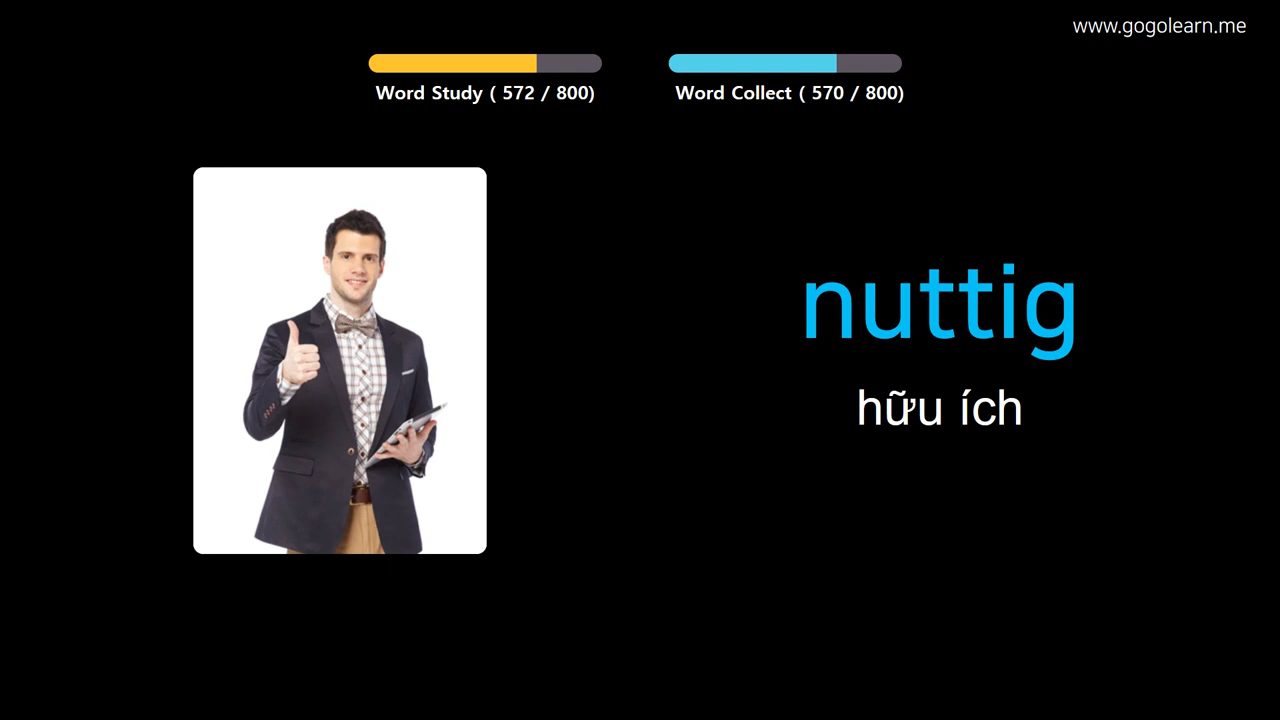 www.gogolearn.me
Word Study ( 572 / 800)
Word Collect ( 570 / 800)
nuttig
hữu ích